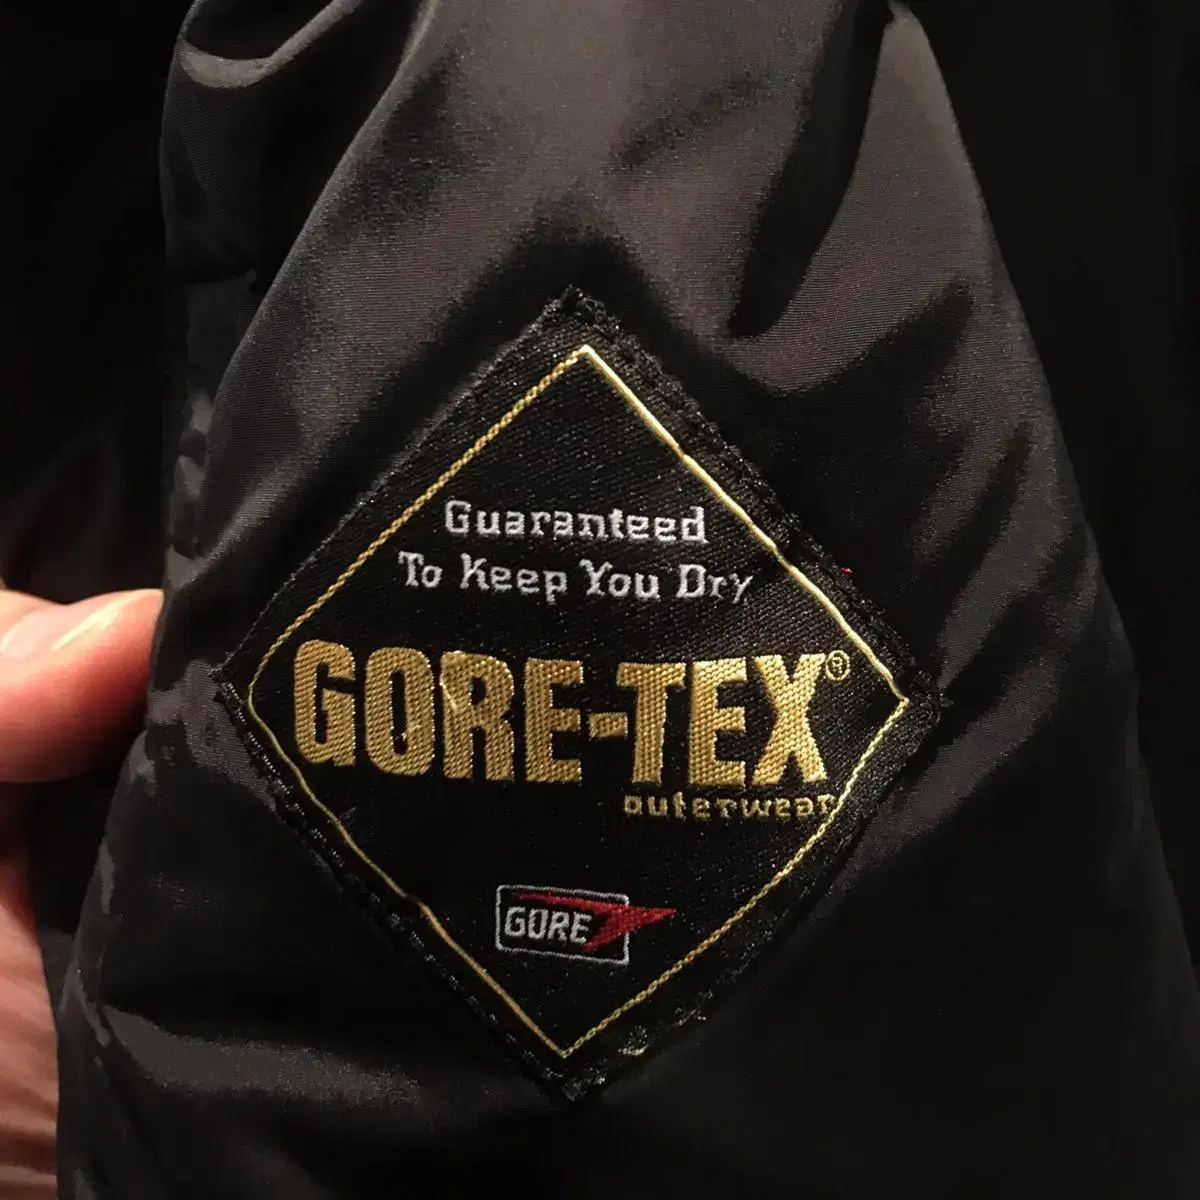 Guaranteed
To Keep You Dry
GORE-TEX®
outerwear
GORE